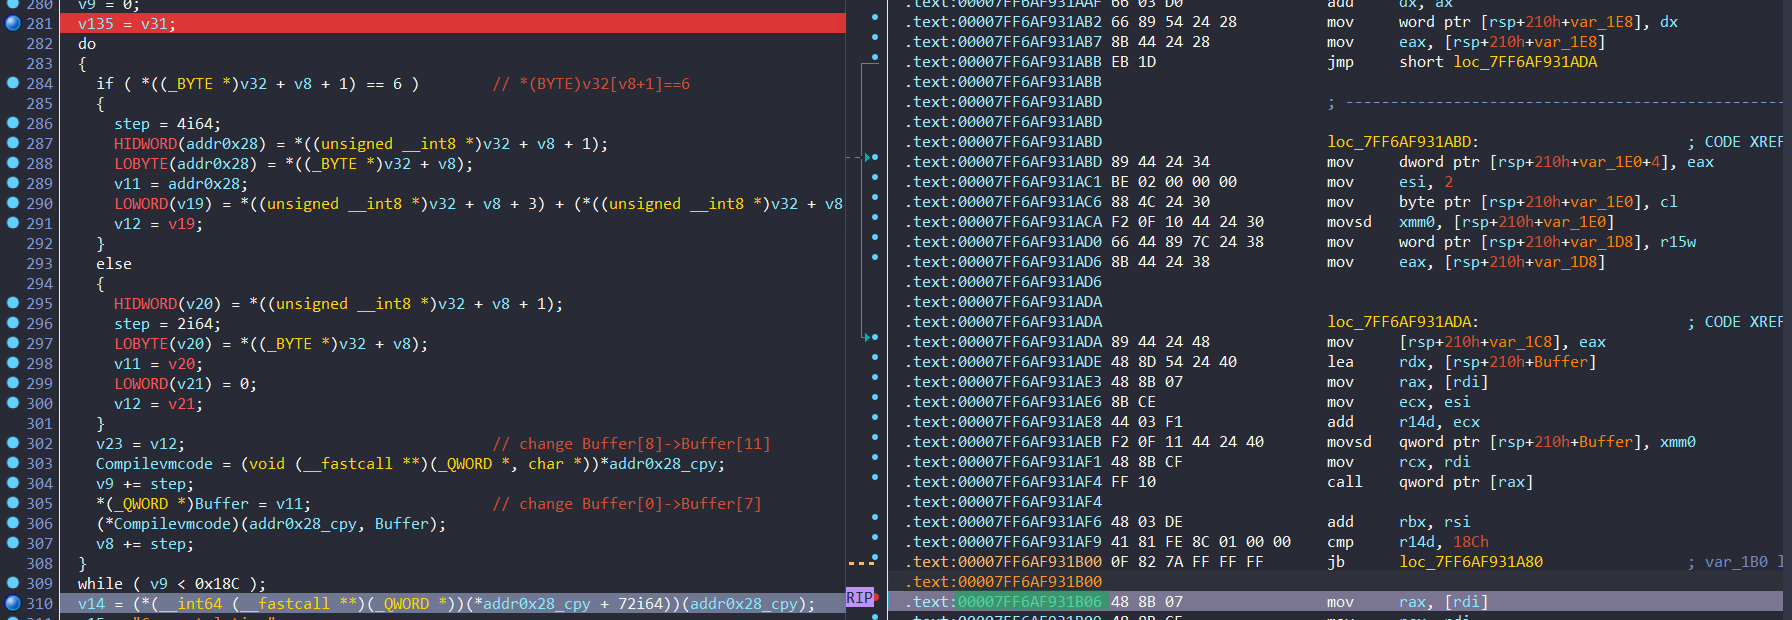 280 v9 = 0;
281 v135 = v31;
282 do
283 {
284 if ( *((_BYTE *)v32 + v8 + 1) == 6 ) // *(BYTE)v32[v8+1]==6
285 {
286 step = 4i64;
287 HIDWORD(addr0x28) = *((unsigned __int8 *)v32 + v8 + 1);
288 LOBYTE(addr0x28) = *((_BYTE *)v32 + v8);
289 v11 = addr0x28;
290 LOWORD(v19) = *((unsigned __int8 *)v32 + v8 + 3) + (*((unsigned __int8 *)v32 + v8
291 v12 = v19;
292 }
293 else
294 {
295 HIDWORD(v20) = *((unsigned __int8 *)v32 + v8 + 1);
296 step = 2i64;
297 LOBYTE(v20) = *((_BYTE *)v32 + v8);
298 v11 = v20;
299 LOWORD(v21) = 0;
300 v12 = v21;
301 }
302 v23 = v12; // change Buffer[8]->Buffer[11]
303 Compilevmcode = (void (__fastcall **)(_QWORD *, char *))*addr0x28_cpy;
304 v9 += step;
305 *(_QWORD *)Buffer = v11; // change Buffer[0]->Buffer[7]
306 (*Compilevmcode)(addr0x28_cpy, Buffer);
307 v8 += step;
308 }
309 while ( v9 < 0x18C );
310 v14 = (*(__int64 (__fastcall **)(_QWORD *))(*addr0x28_cpy + 72i64))(addr0x28_cpy);
RIP
.text:00007FF6AF931AAF 66 03 D0 add dx, ax
.text:00007FF6AF931AB2 66 89 54 24 28 mov word ptr [rsp+210h+var_1E8], dx
.text:00007FF6AF931AB7 8B 44 24 28 mov eax, [rsp+210h+var_1E8]
.text:00007FF6AF931ABB EB 1D jmp short loc_7FF6AF931ADA
.text:00007FF6AF931ABB
.text:00007FF6AF931ABD ; -------------------------------------------------
.text:00007FF6AF931ABD
.text:00007FF6AF931ABD loc_7FF6AF931ABD: ; CODE XREF
.text:00007FF6AF931ABD 89 44 24 34 mov dword ptr [rsp+210h+var_1E0+4], eax
.text:00007FF6AF931AC1 BE 02 00 00 00 mov esi, 2
.text:00007FF6AF931AC6 88 4C 24 30 mov byte ptr [rsp+210h+var_1E0], cl
.text:00007FF6AF931ACA F2 0F 10 44 24 30 movsd xmm0, [rsp+210h+var_1E0]
.text:00007FF6AF931AD0 66 44 89 7C 24 38 mov word ptr [rsp+210h+var_1D8], r15w
.text:00007FF6AF931AD6 8B 44 24 38 mov eax, [rsp+210h+var_1D8]
.text:00007FF6AF931AD6
.text:00007FF6AF931ADA
.text:00007FF6AF931ADA loc_7FF6AF931ADA: ; CODE XREF
.text:00007FF6AF931ADA 89 44 24 48 mov [rsp+210h+var_1C8], eax
.text:00007FF6AF931ADE 48 8D 54 24 40 lea rdx, [rsp+210h+Buffer]
.text:00007FF6AF931AE3 48 8B 07 mov rax, [rdi]
.text:00007FF6AF931AE6 8B CE mov ecx, esi
.text:00007FF6AF931AE8 44 03 F1 add r14d, ecx
.text:00007FF6AF931AEB F2 0F 11 44 24 40 movsd qword ptr [rsp+210h+Buffer], xmm0
.text:00007FF6AF931AF1 48 8B CF mov rcx, rdi
.text:00007FF6AF931AF4 FF 10 call qword ptr [rax]
.text:00007FF6AF931AF4
.text:00007FF6AF931AF6 48 03 DE add rbx, rsi
.text:00007FF6AF931AF9 41 81 FE 8C 01 00 00 cmp r14d, 18Ch
.text:00007FF6AF931B00 0F 82 7A FF FF FF jb loc_7FF6AF931A80 ; var_1B0 ]
.text:00007FF6AF931B00
.text:00007FF6AF931B06 48 8B 07 mov rax, [rdi]